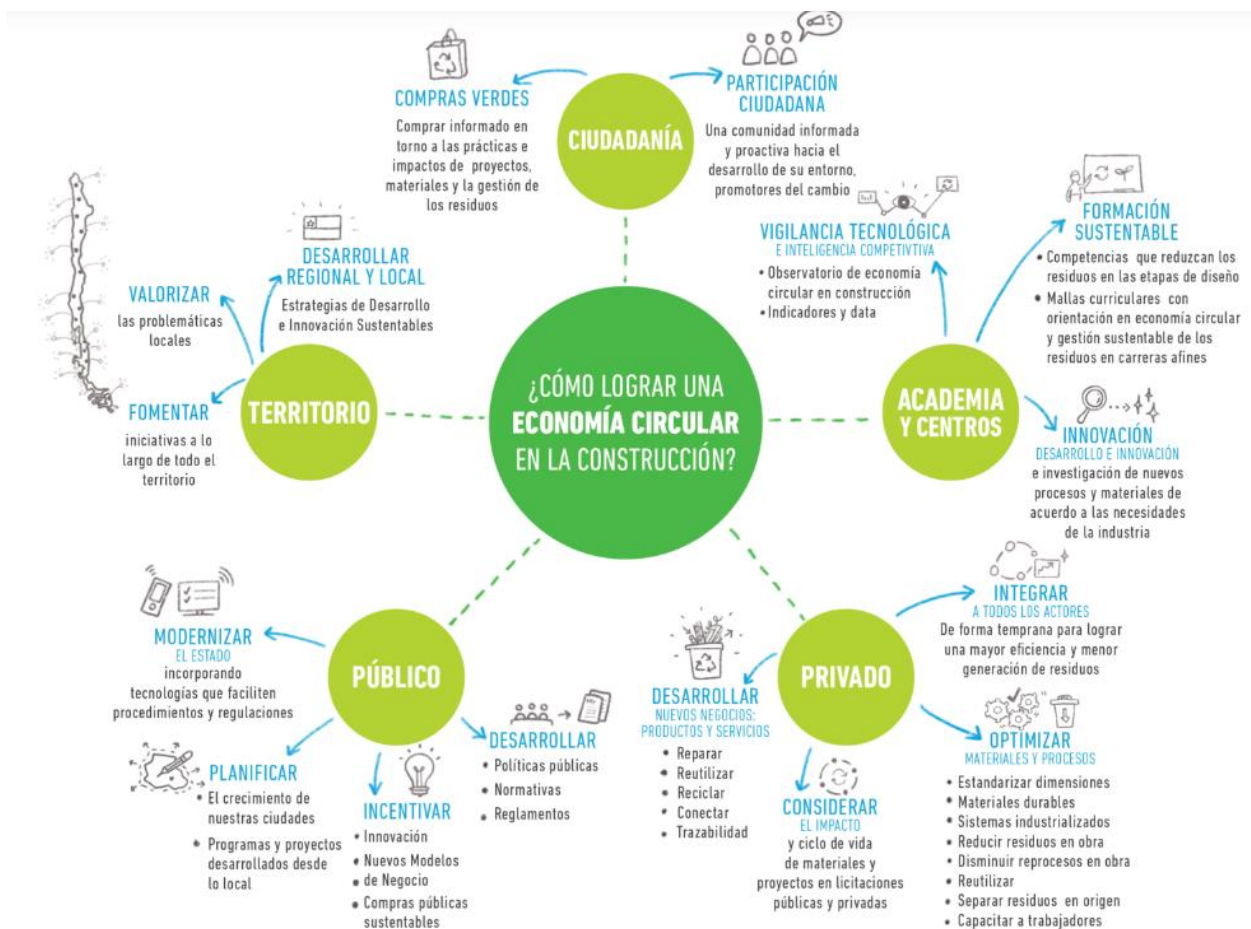 COMPRAS VERDES
Comprar informado en
torno a las prácticas e
impactos de proyectos,
materiales y la gestión de
los residuos
CIUDADANÍA
PARTICIPACIÓN
CIUDADANA
Una comunidad informada
y proactiva hacia el
desarrollo de su entorno,
promotores del cambio
¿CÓMO LOGRAR UNA
ECONOMÍA CIRCULAR
EN LA CONSTRUCCIÓN?
VIGILANCIA TECNOLÓGICA
E INTELIGENCIA COMPETIVTIVA
• Observatorio de economía
circular en construcción
• Indicadores y data
FORMACIÓN
SUSTENTABLE
• Competencias que reduzcan los
residuos en las etapas de diseño
• Mallas curriculares con
orientación en economía circular
y gestión sustentable de los
residuos en carreras afines
ACADEMIA
Y CENTROS
INNOVACIÓN
DESARROLLO E INNOVACIÓN
e investigación de nuevos
procesos y materiales de
acuerdo a las necesidades
de la industria
DESARROLLAR
REGIONAL Y LOCAL
Estrategias de Desarrollo
e Innovación Sustentables
VALORIZAR
las problemáticas
locales
TERRITORIO
FOMENTAR
iniciativas a lo
largo de todo el
territorio
MODERNIZAR
EL ESTADO
incorporando
tecnologías que faciliten
procedimientos y regulaciones
PÚBLICO
PLANIFICAR
• El crecimiento de
nuestras ciudades
• Programas y proyectos
desarrollados desde
lo local
INCENTIVAR
• Innovación
• Nuevos Modelos
• de Negocio
• Compras públicas
sustentables
DESARROLLAR
• Políticas públicas
• Normativas
• Reglamentos
PRIVADO
DESARROLLAR
NUEVOS NEGOCIOS:
PRODUCTOS Y SERVICIOS
• Reparar
• Reutilizar
• Reciclar
• Conectar
• Trazabilidad
CONSIDERAR
EL IMPACTO
y ciclo de vida
de materiales y
proyectos en licitaciones
públicas y privadas
INTEGRAR
A TODOS LOS ACTORES
De forma temprana para lograr
una mayor eficiencia y menor
generación de residuos
OPTIMIZAR
MATERIALES Y PROCESOS
• Estandarizar dimensiones
• Materiales durables
• Sistemas industrializados
• Reducir residuos en obra
• Disminuir reprocesos en obra
• Reutilizar
• Separar residuos en origen
• Capacitar a trabajadores